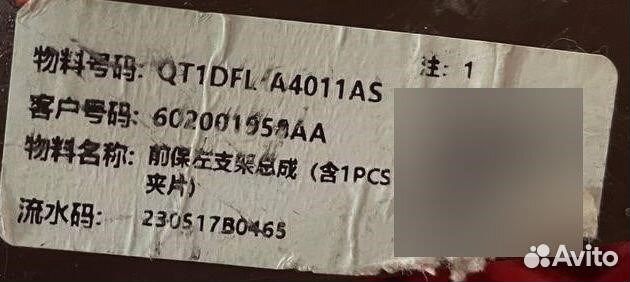 物料号码: QT1DFL A4011AS 注: 1
客户号码: 602001958AA
物料名称: 前保左支架总成 (含1PCS
夹片)
流水码: 230517B0465
Avito